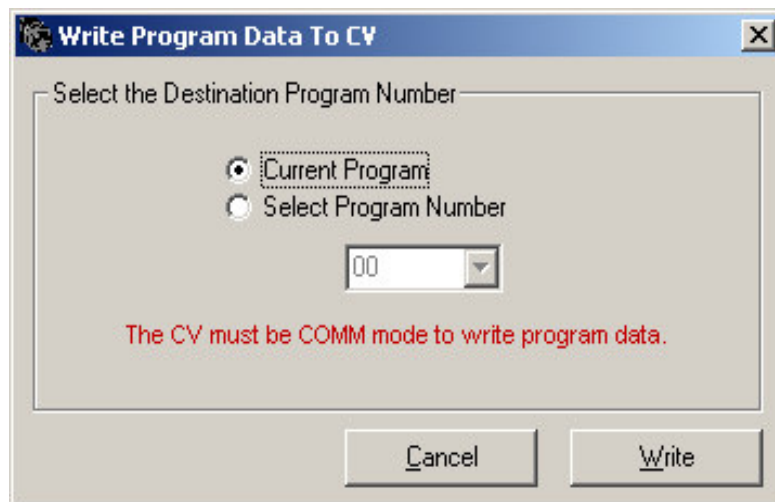 Write Program Data To CV
Select the Destination Program Number
Current Program
Select Program Number
00
The CV must be COMM mode to write program data.
Cancel
Write